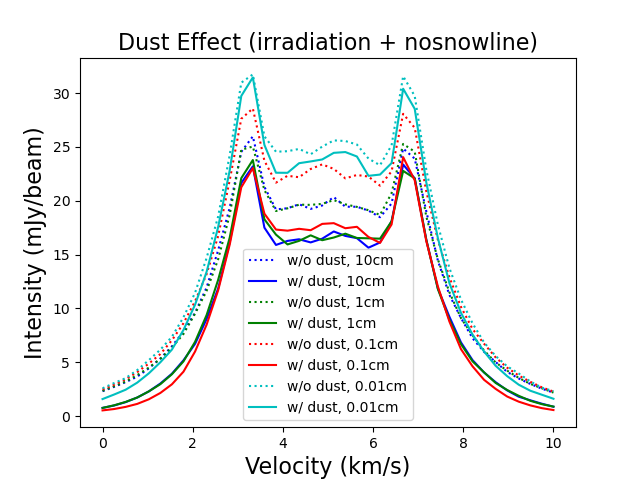 Dust Effect (irradiation + nosnowline)
Intensity (mJy/beam)
30
25
20
15
10
5
0
w/o dust, 10cm
w/ dust, 10cm
w/o dust, 1cm
w/ dust, 1cm
w/o dust, 0.1cm
w/ dust, 0.1cm
w/o dust, 0.01cm
w/ dust, 0.01cm
0 2 4 6 8 10
Velocity (km/s)